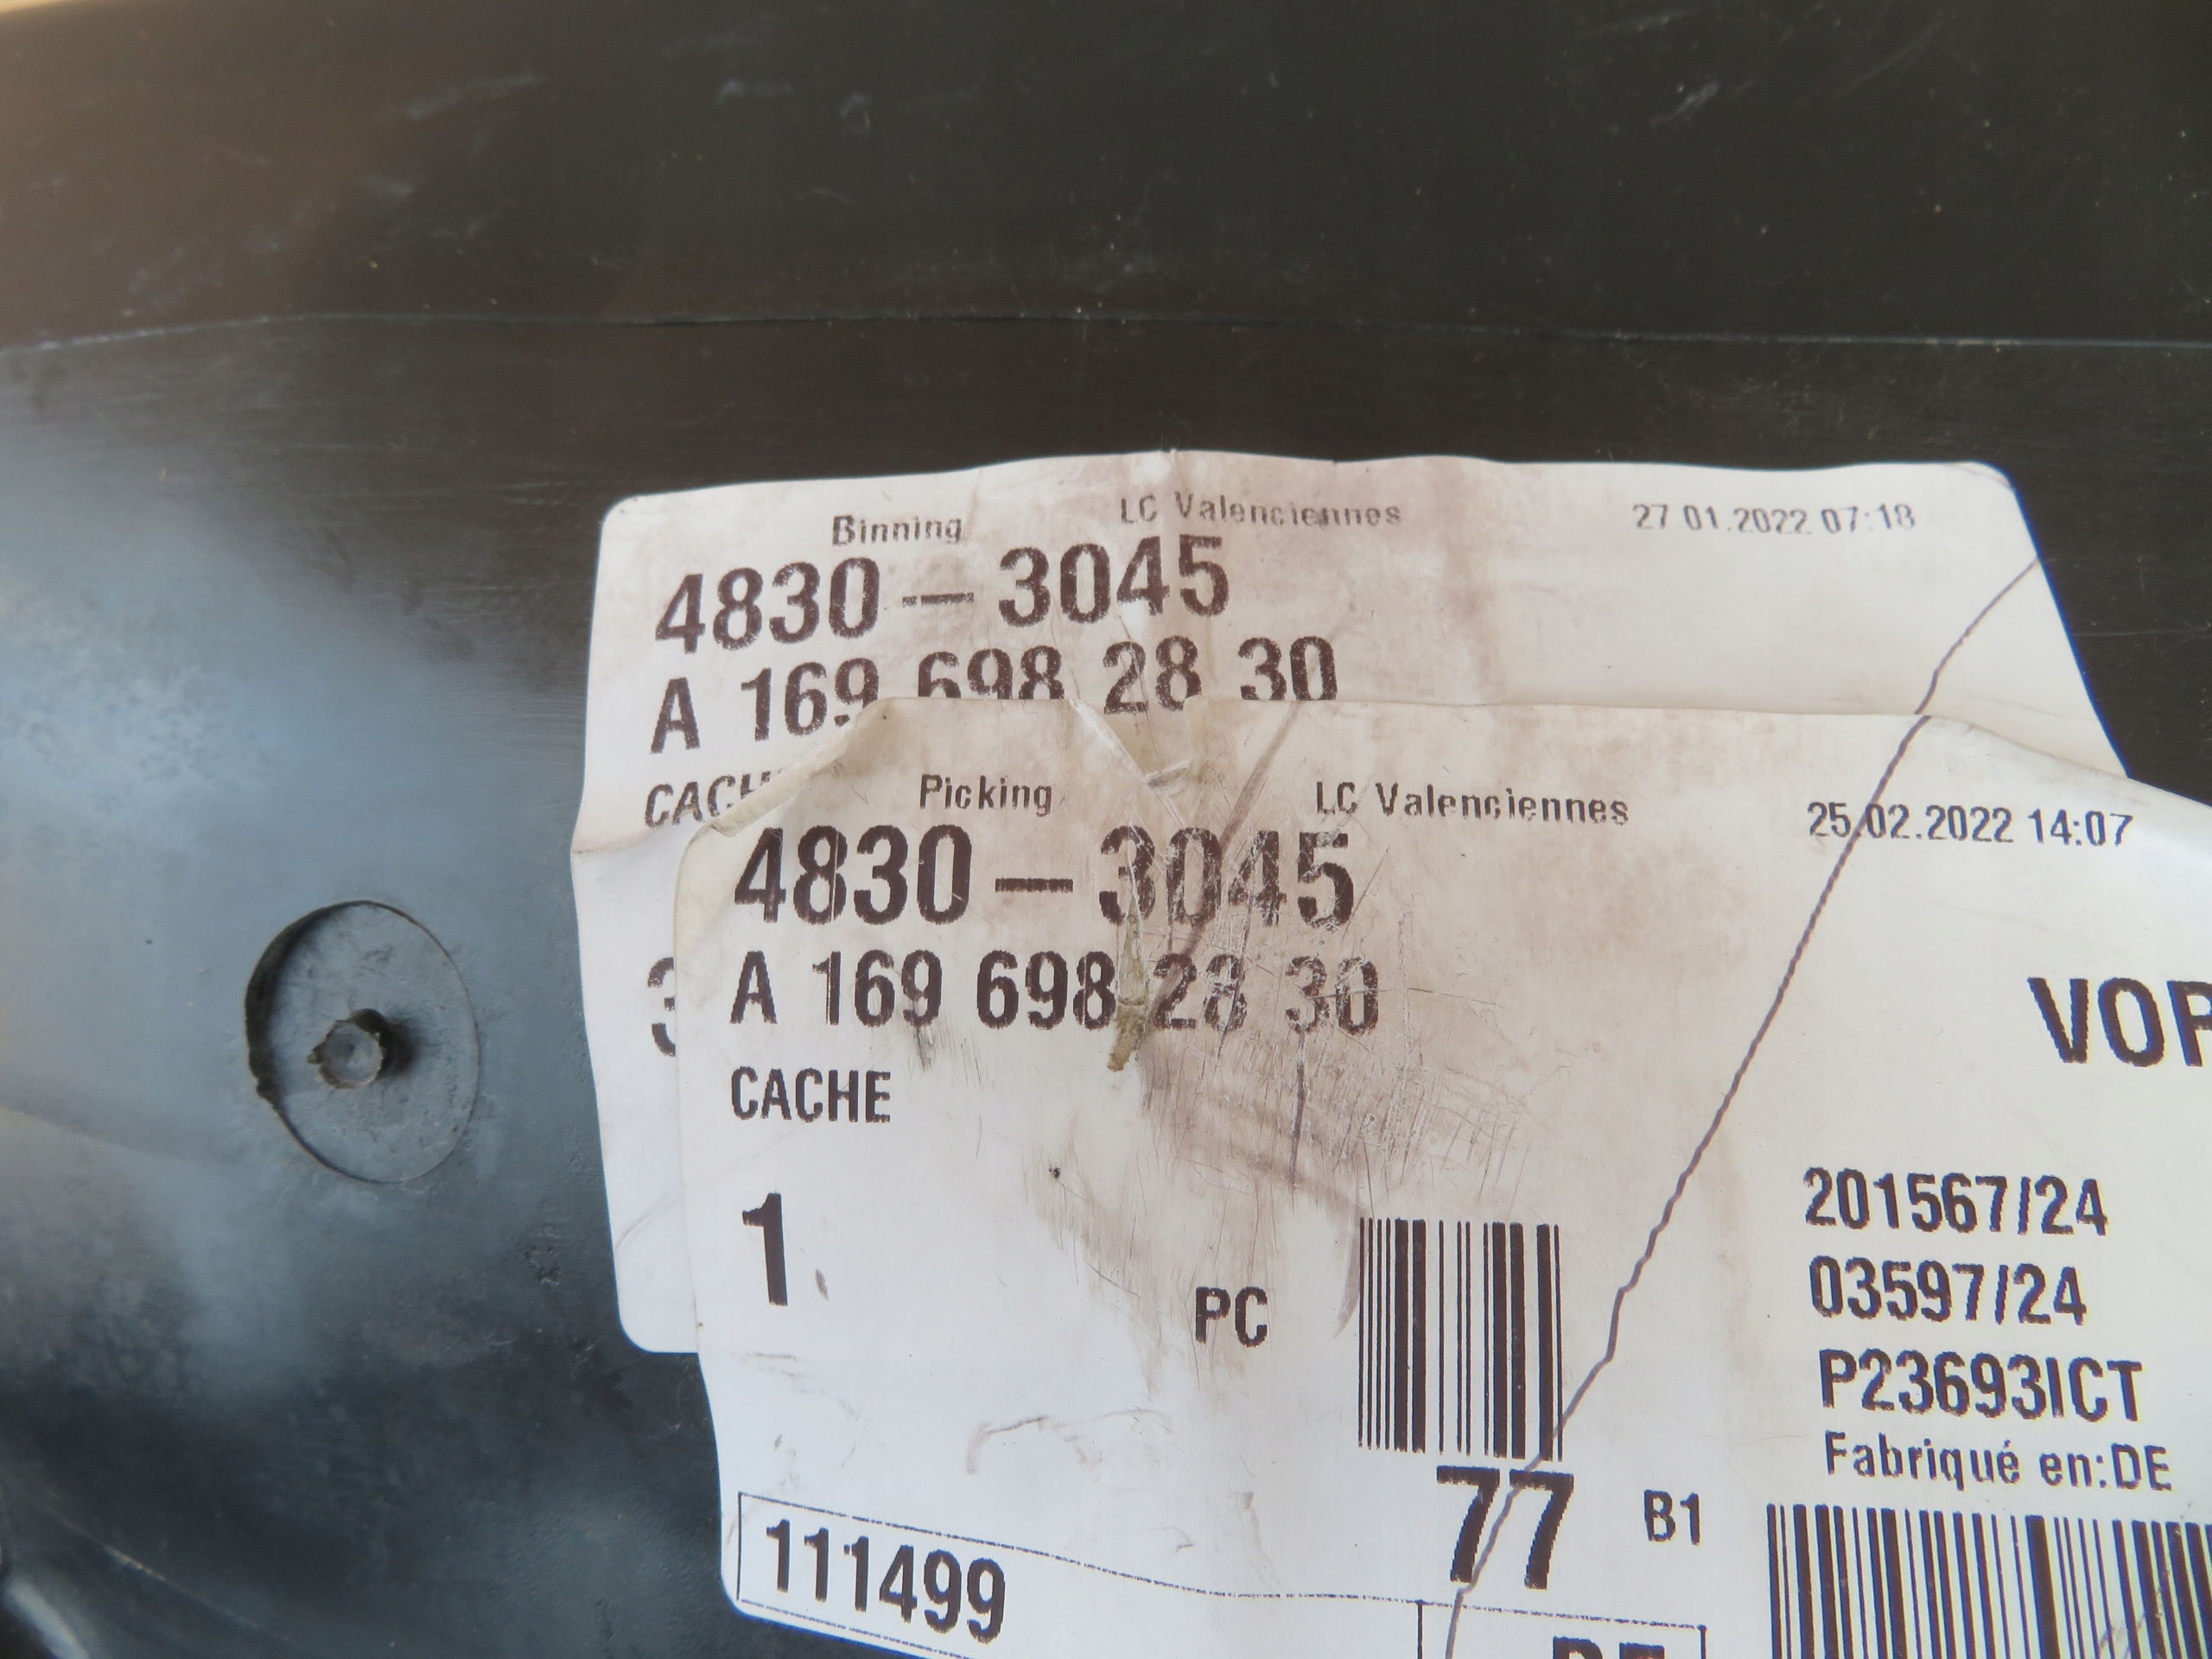 Binning LC Valenciennes 27 01.2022 07:18
4830 – 3045
A 169 698 28 30
CACH
Picking LC Valenciennes 25.02.2022 14:07
4830 – 3045
3
A 169 698 28 30
VOR
CACHE
1
PC
201567/24
03597/24
P23693ICT
Fabriqué en:DE
77 B1
111499